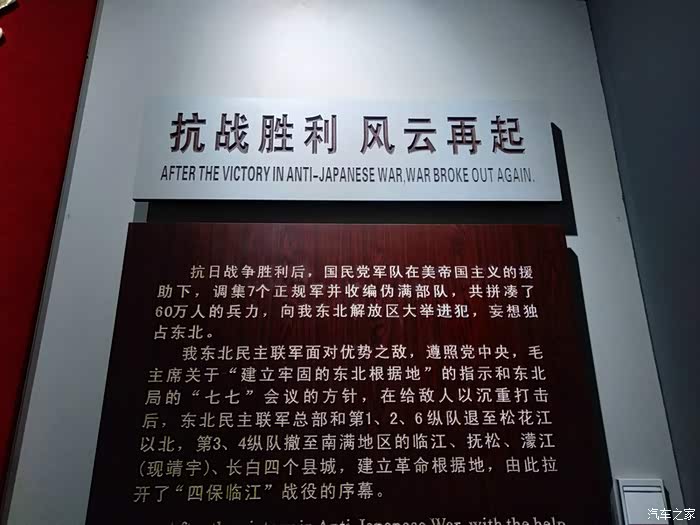 抗战胜利 风云再起
AFTER THE VICTORY IN ANTI-JAPANESE WAR,WAR BROKE OUT AGAIN.
抗日战争胜利后，国民党军队在美帝国主义的援
助下，调集7个正规军并收编伪满部队，共拼凑了
60万人的兵力，向我东北解放区大举进犯，妄想独
占东北。
我东北民主联军面对优势之敌，遵照党中央，毛
主席关于“建立牢固的东北根据地”的指示和东北
局的“七七”会议的方针，在给敌人以沉重打击
后，东北民主联军总部和第1、2、6纵队退至松花江
以北，第3、4纵队撤至南满地区的临江、抚松、濛江
(现靖宇)、长白四个县城，建立革命根据地，由此拉
开了“四保临江”战役的序幕。
after the victory in Anti-Japanese War, with the help
汽车之家